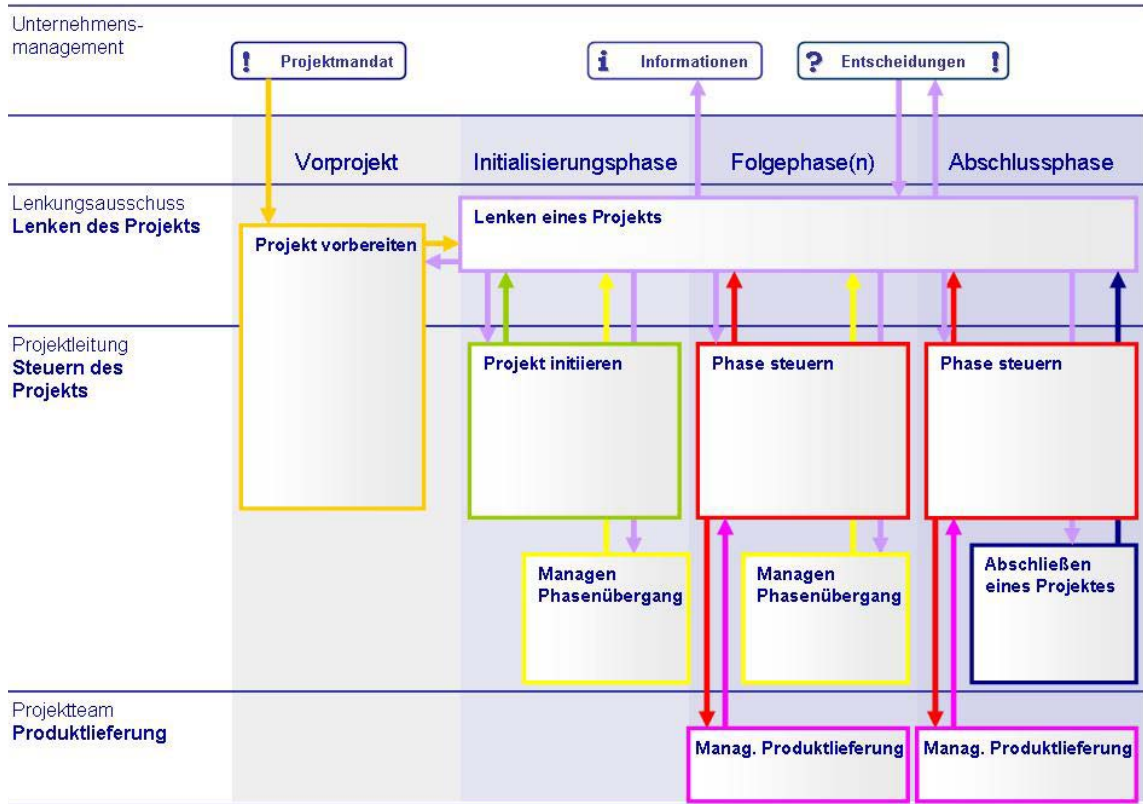 Unternehmens-
management
! Projektmandat
i Informationen
? Entscheidungen !
Vorprojekt
Initialisierungsphase
Folgephase(n)
Abschlussphase
Lenkungsausschuss
Lenken des Projekts
Projekt vorbereiten
Lenken eines Projekts
Projektleitung
Steuern des
Projekts
Projekt initiieren
Phase steuern
Phase steuern
Managen
Phasenübergang
Managen
Phasenübergang
Abschließen
eines Projektes
Projektteam
Produktlieferung
Manag. Produktlieferung
Manag. Produktlieferung